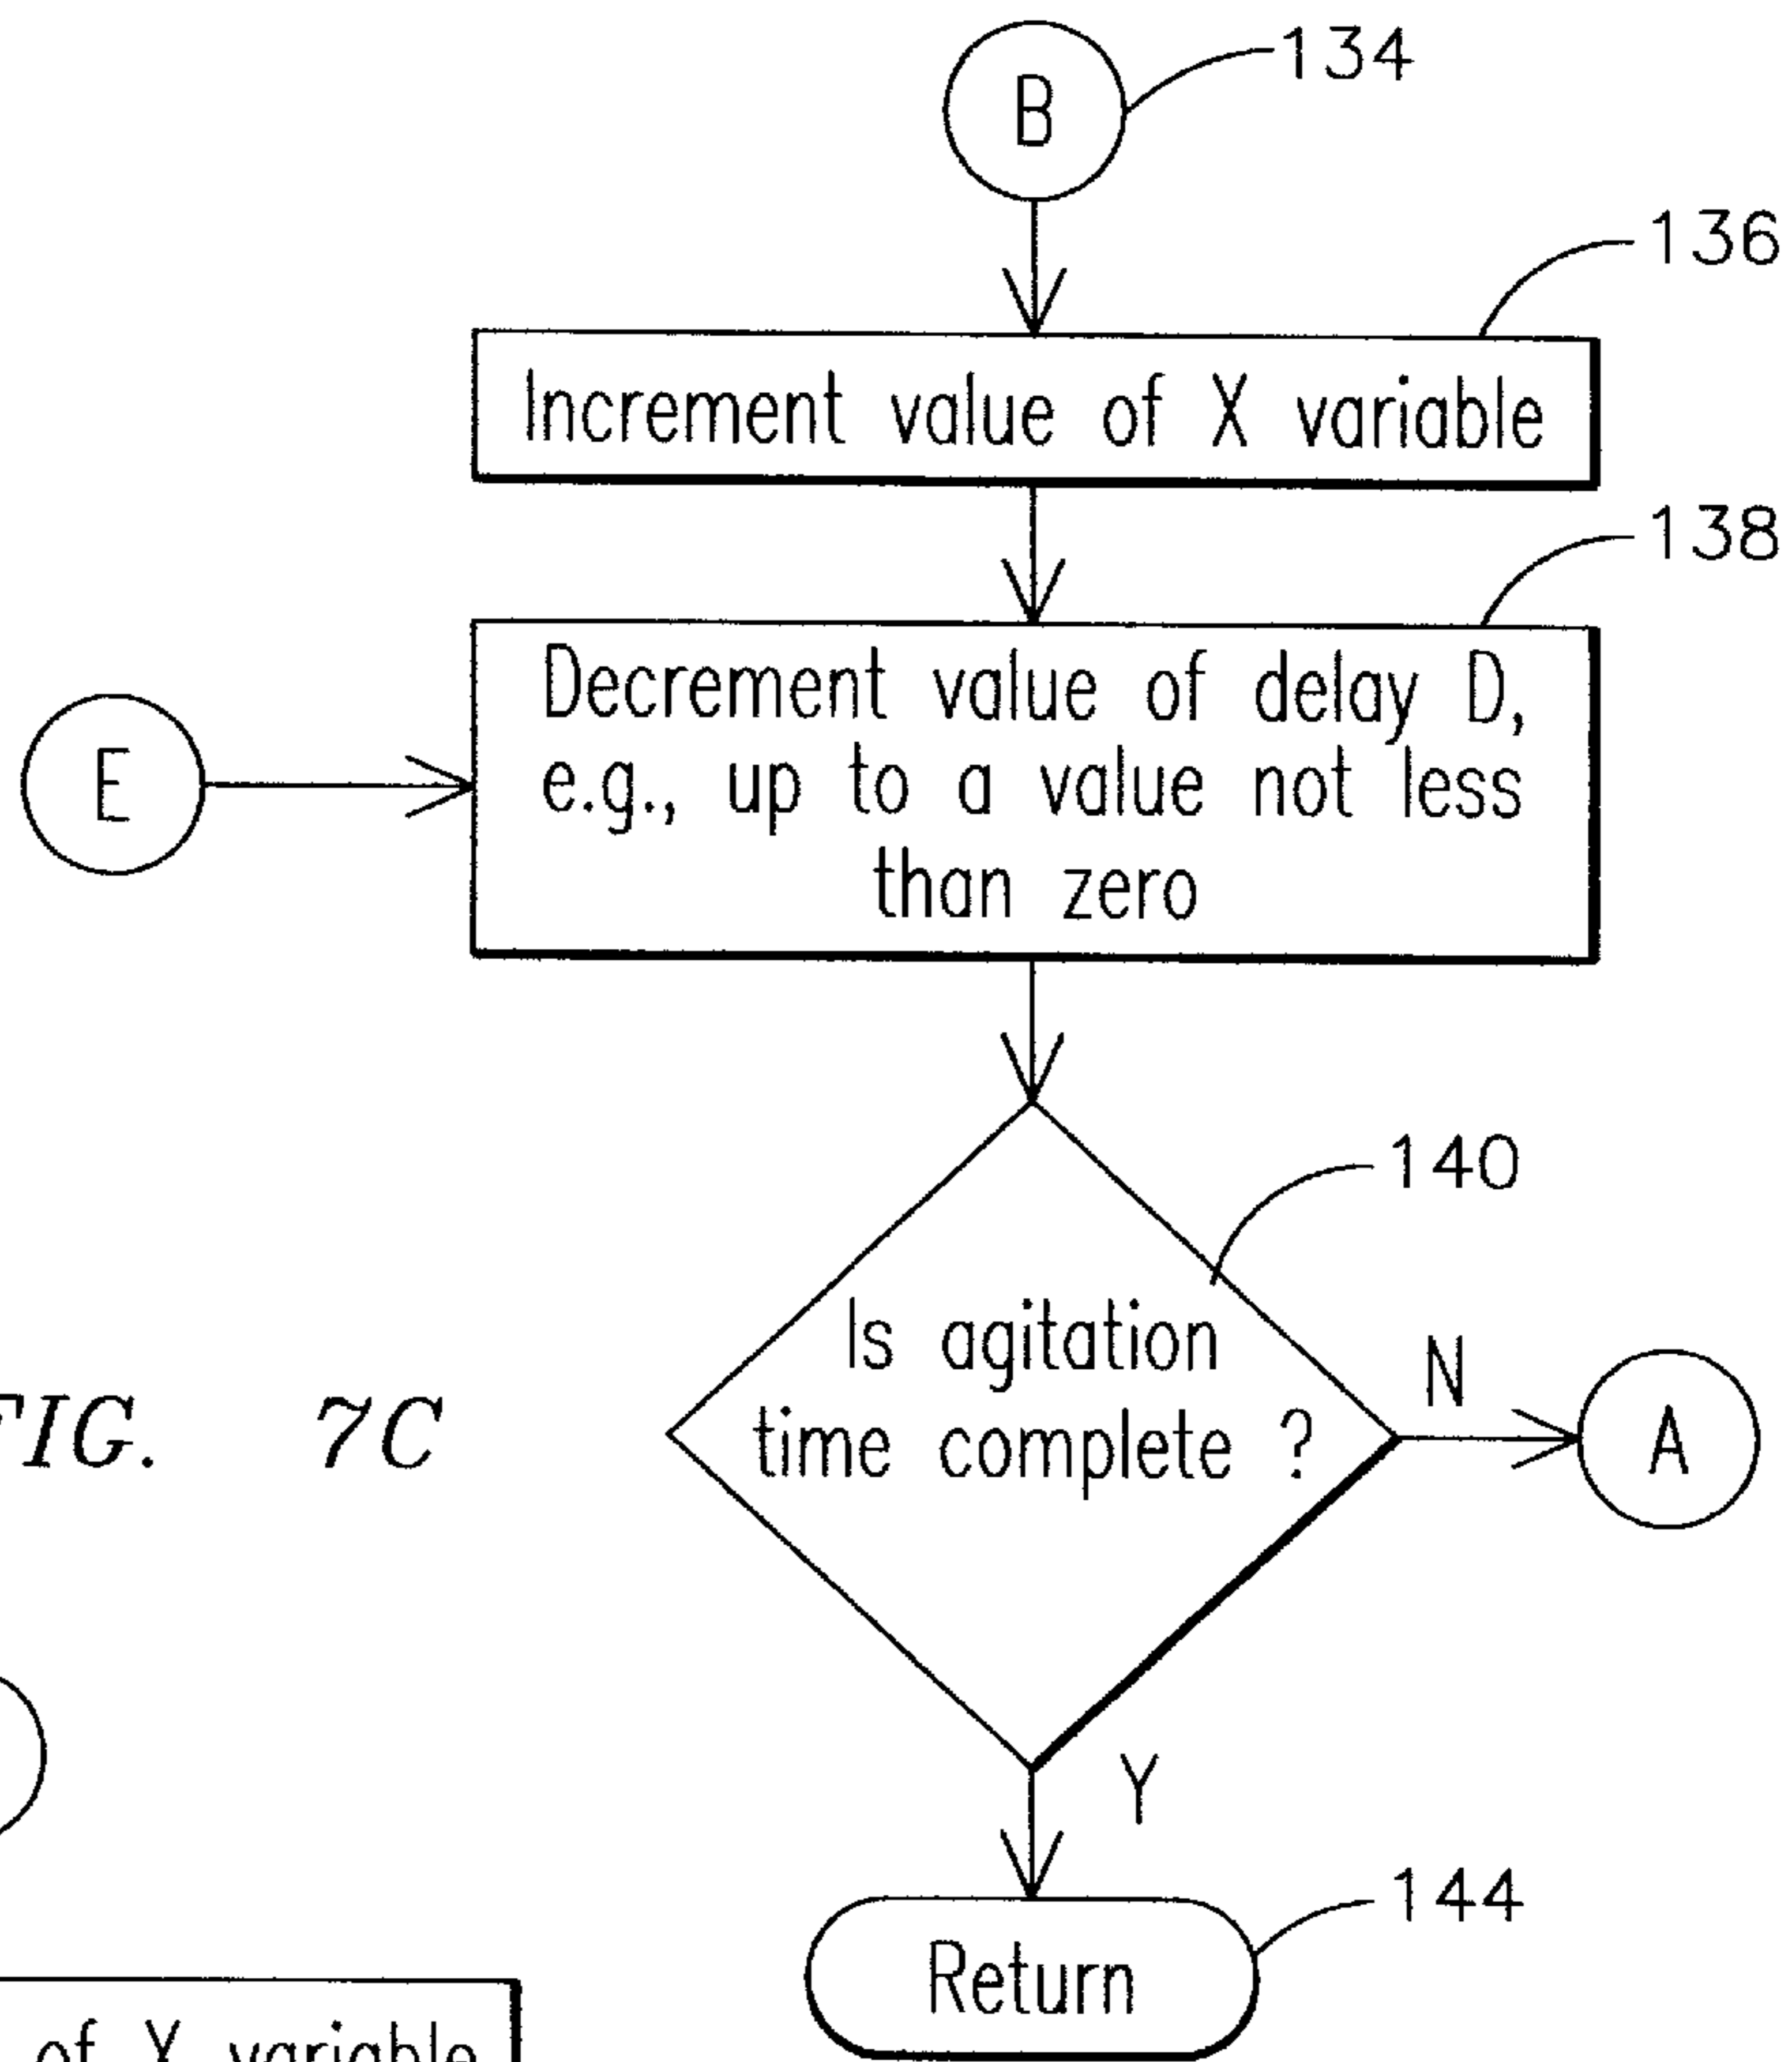 B
134
136
Increment value of X variable
138
Decrement value of delay D,
e.g., up to a value not less
than zero
E
140
Is agitation
time complete ?
N
A
FIG. 7C
Y
144
Return
of X variable